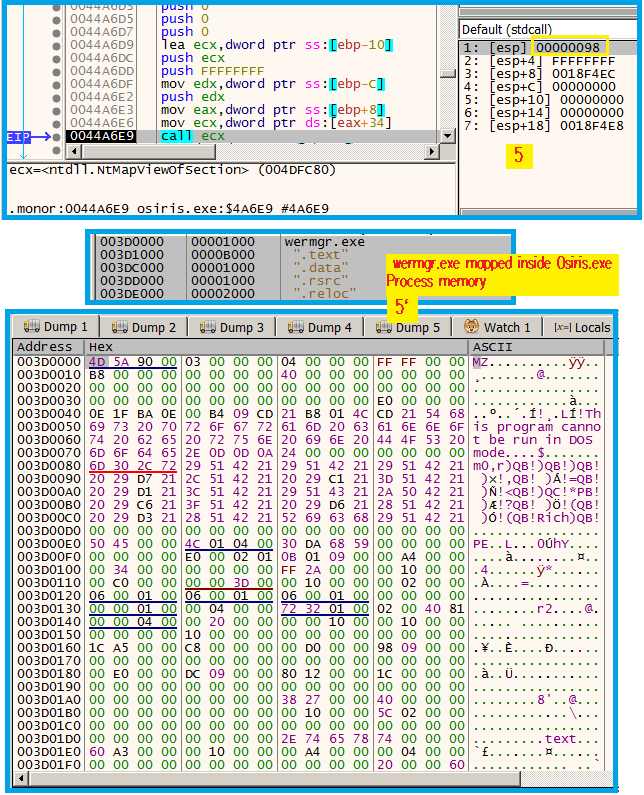 0044A6D5 push 0
0044A6D7 push 0
0044A6D9 lea ecx,dword ptr ss:[ebp-10]
0044A6DC push ecx
0044A6DD push FFFFFFFF
0044A6DF mov edx,dword ptr ss:[ebp-C]
0044A6E2 push edx
0044A6E3 mov eax,dword ptr ss:[ebp+8]
0044A6E6 mov ecx,dword ptr ds:[eax+34]
EIP 0044A6E9 call ecx
ecx=<ntdll.NtMapViewOfSection> (004DFC80)
.monor:0044A6E9 osiris.exe:$4A6E9 #4A6E9
Default (stdcall)
1: [esp] 00000098
2: [esp+4] FFFFFFFF
3: [esp+8] 0018F4EC
4: [esp+C] 00000000
5: [esp+10] 00000000
6: [esp+14] 00000000
7: [esp+18] 0018F4E8
5
003D0000 00001000 wermgr.exe
003D1000 0000B000 ".text"
003DC000 00001000 ".data"
003DD000 00001000 ".rsrc"
003DE000 00002000 ".reloc"
wermgr.exe mapped inside Osiris.exe
Process memory
5'
Dump 1 Dump 2 Dump 3 Dump 4 Dump 5 Watch 1 [x=] Locals
Address Hex ASCII
003D0000 4D 5A 90 00 03 00 00 00 04 00 00 00 FF FF 00 00 MZ..........ÿÿ..
003D0010 B8 00 00 00 00 00 00 00 40 00 00 00 00 00 00 00 ¸.......@.......
003D0020 00 00 00 00 00 00 00 00 00 00 00 00 00 00 00 00 ................
003D0030 00 00 00 00 00 00 00 00 00 00 00 00 E0 00 00 00 ............à...
003D0040 0E 1F BA 0E 00 B4 09 CD 21 B8 01 4C CD 21 54 68 ..º..´.Í!¸.LÍ!Th
003D0050 69 73 20 70 72 6F 67 72 61 6D 20 63 61 6E 6E 6F is program canno
003D0060 74 20 62 65 20 72 75 6E 20 69 6E 20 44 4F 53 20 t be run in DOS
003D0070 6D 6F 64 65 2E 0D 0D 0A 24 00 00 00 00 00 00 00 mode....$.......
003D0080 6D 30 2C 72 29 51 42 21 29 51 42 21 29 51 42 21 m0,r)QB!)QB!)QB!
003D0090 20 29 D7 21 2C 51 42 21 20 29 C1 21 3D 51 42 21 )×!,QB! )Á!=QB!
003D00A0 20 29 D1 21 3C 51 42 21 29 51 43 21 2A 50 42 21 )Ñ!<QB!)QC!*PB!
003D00B0 20 29 C6 21 3F 51 42 21 20 29 D6 21 28 51 42 21 )Æ!?QB! )Ö!(QB!
003D00C0 20 29 D3 21 28 51 42 21 52 69 63 68 29 51 42 21 )Ó!(QB!Rich)QB!
003D00D0 00 00 00 00 00 00 00 00 00 00 00 00 00 00 00 00 ................
003D00E0 50 45 00 00 4C 01 04 00 30 DA 68 59 00 00 00 00 PE..L...0ÚhY....
003D00F0 00 00 00 00 E0 00 02 01 0B 01 09 00 00 A4 00 00 ....à........¤..
003D0100 00 34 00 00 00 00 00 00 FF 2A 00 00 00 10 00 00 .4......ÿ*......
003D0110 00 C0 00 00 00 00 3D 00 00 10 00 00 00 02 00 00 .À....=.........
003D0120 06 00 01 00 06 00 01 00 06 00 01 00 00 00 00 00 ................
003D0130 00 00 01 00 00 04 00 00 72 32 01 00 02 00 40 81 ........r2....@.
003D0140 00 00 04 00 00 20 00 00 00 00 10 00 00 10 00 00 ..... ..........
003D0150 00 00 00 00 10 00 00 00 00 00 00 00 00 00 00 00 ................
003D0160 1C A5 00 00 C8 00 00 00 00 D0 00 00 98 09 00 00 .¥..È....Ð......
003D0170 00 00 00 00 00 00 00 00 00 00 00 00 00 00 00 00 ................
003D0180 00 E0 00 00 DC 09 00 00 80 12 00 00 1C 00 00 00 .à..Ü...........
003D0190 00 00 00 00 00 00 00 00 00 00 00 00 00 00 00 00 ................
003D01A0 00 00 00 00 00 00 00 00 38 27 00 00 40 00 00 00 ........8'..@...
003D01B0 00 00 00 00 00 00 00 00 00 10 00 00 5C 02 00 00 ............\...
003D01C0 00 00 00 00 00 00 00 00 00 00 00 00 00 00 00 00 ................
003D01D0 00 00 00 00 00 00 00 00 2E 74 65 78 74 00 00 00 .........text...
003D01E0 60 A3 00 00 00 10 00 00 00 A4 00 00 00 04 00 00 `£.......¤......
003D01F0 00 00 00 00 00 00 00 00 00 00 00 00 20 00 00 60 ............ ..`